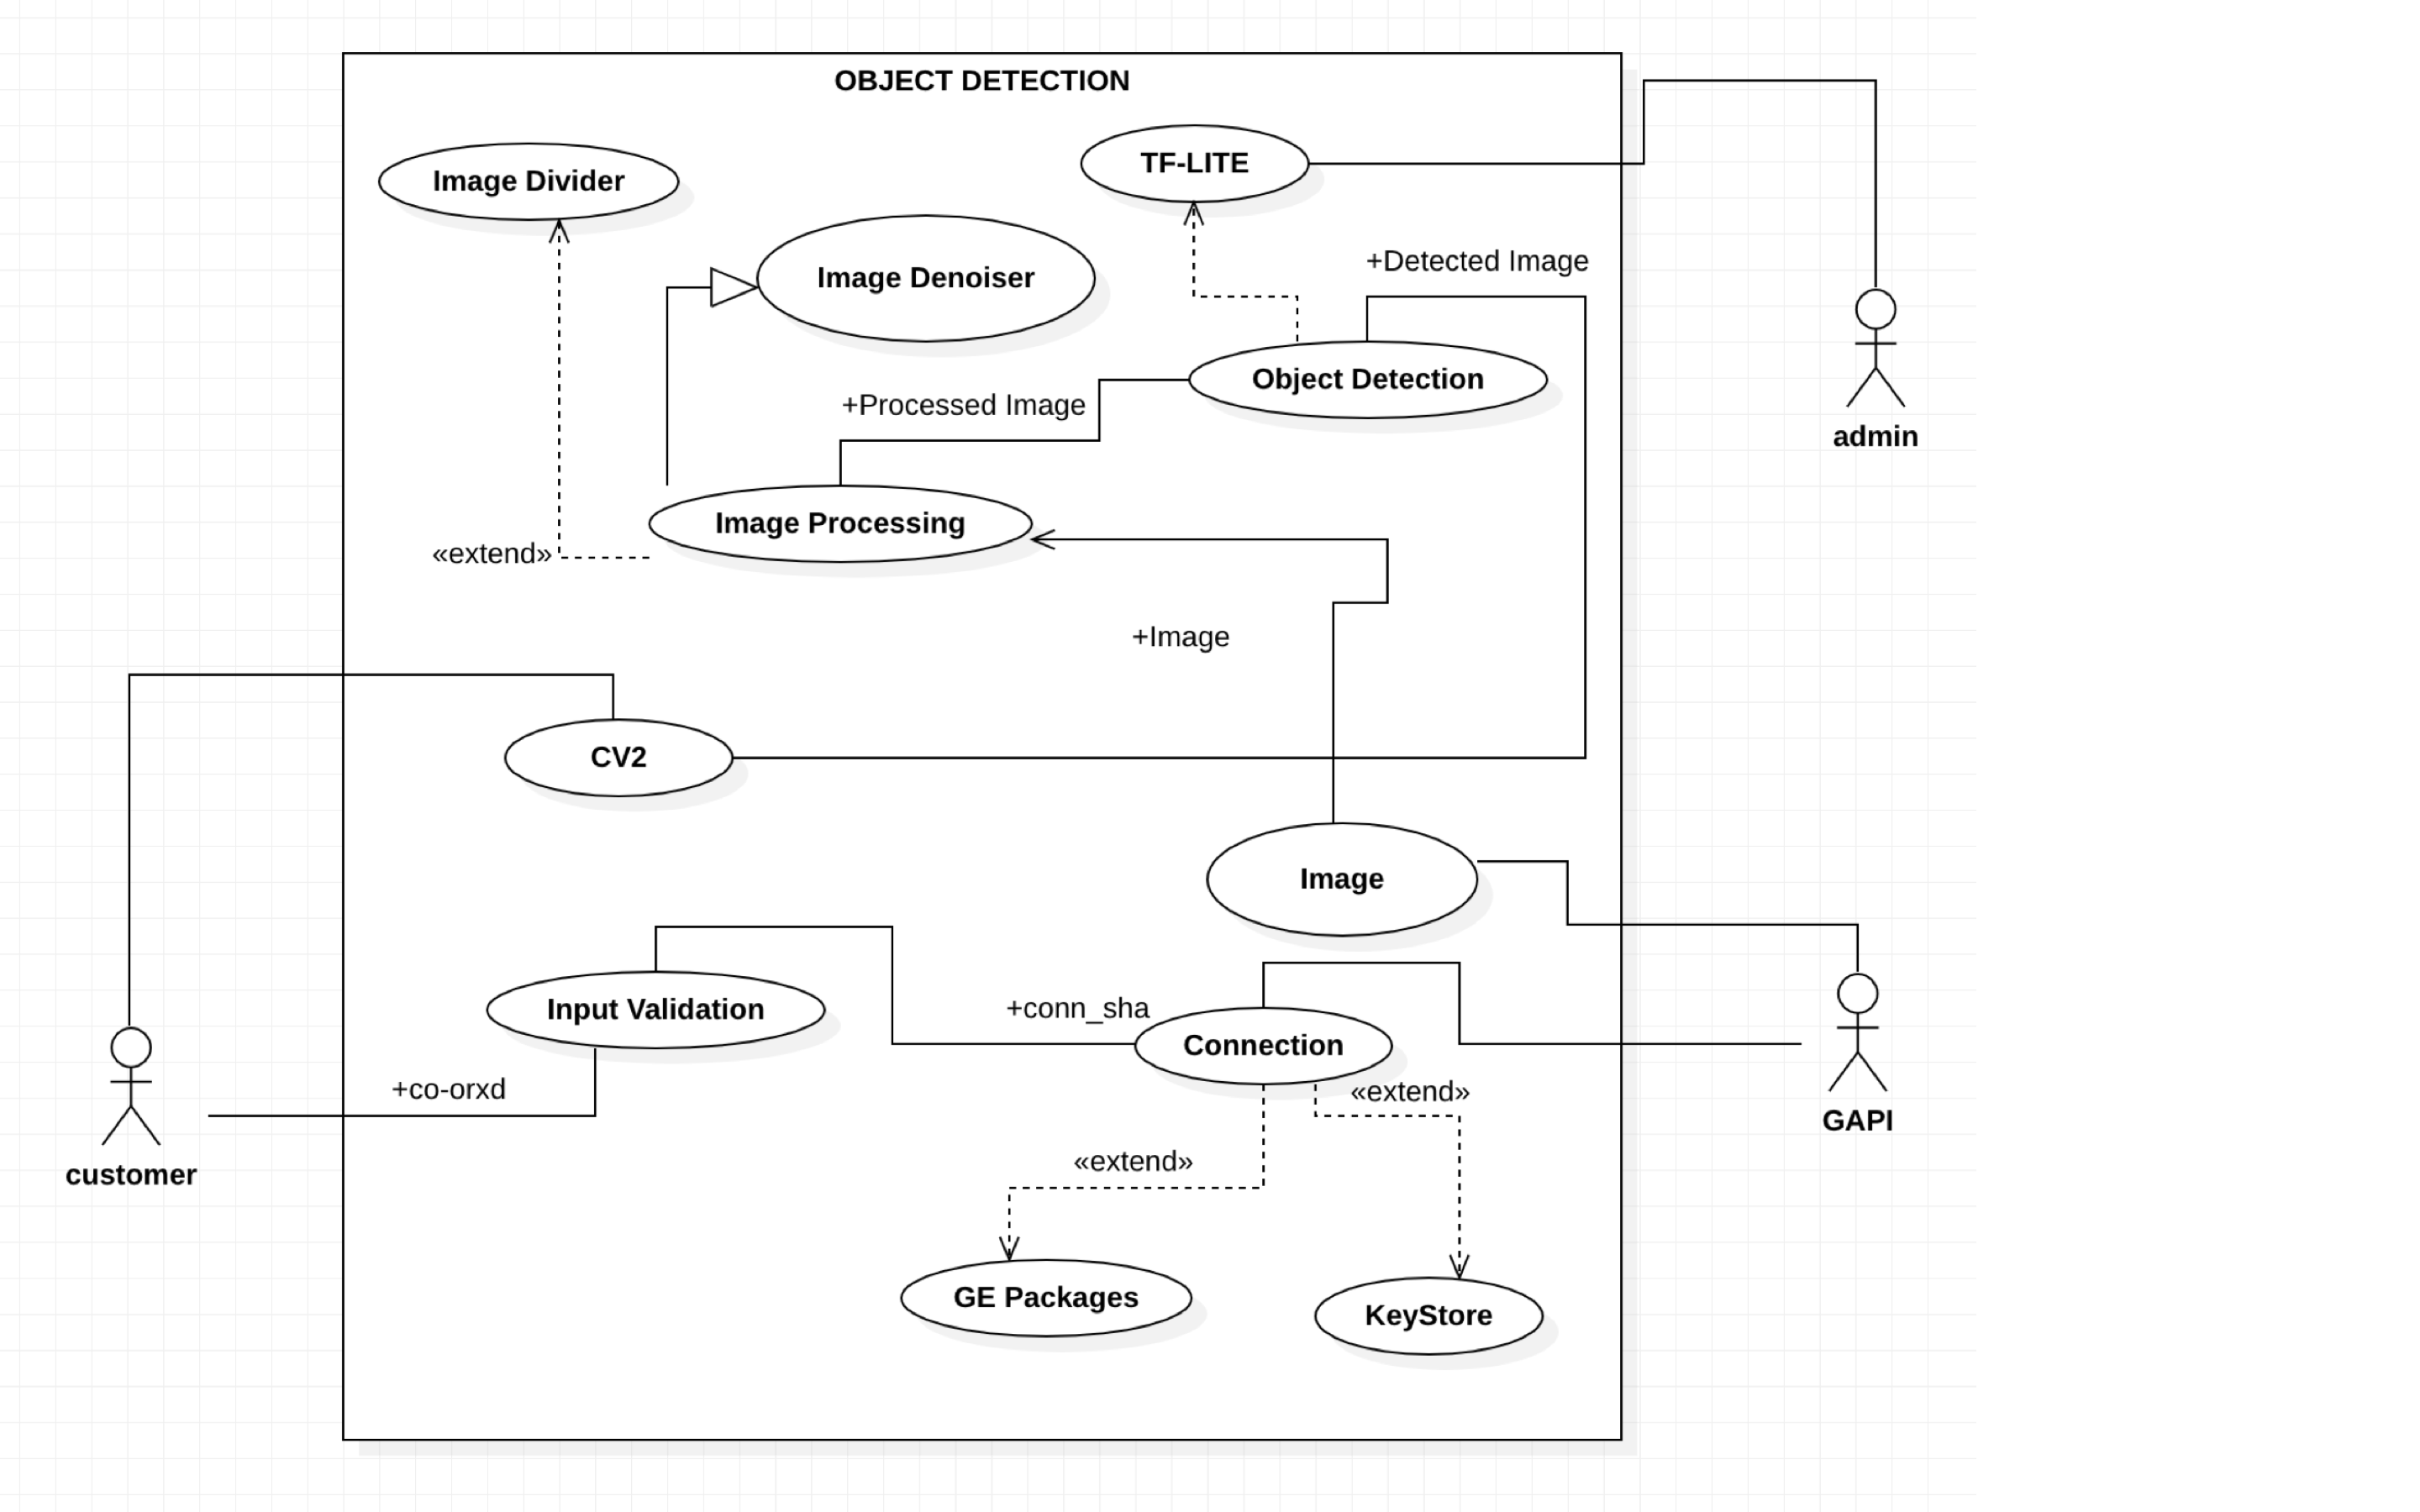 OBJECT DETECTION
Image Divider
TF-LITE
Image Denoiser
+Detected Image
Object Detection
+Processed Image
admin
Image Processing
«extend»
+Image
CV2
Image
Input Validation
+conn_sha
Connection
+co-orxd
«extend»
GAPI
«extend»
customer
GE Packages
KeyStore